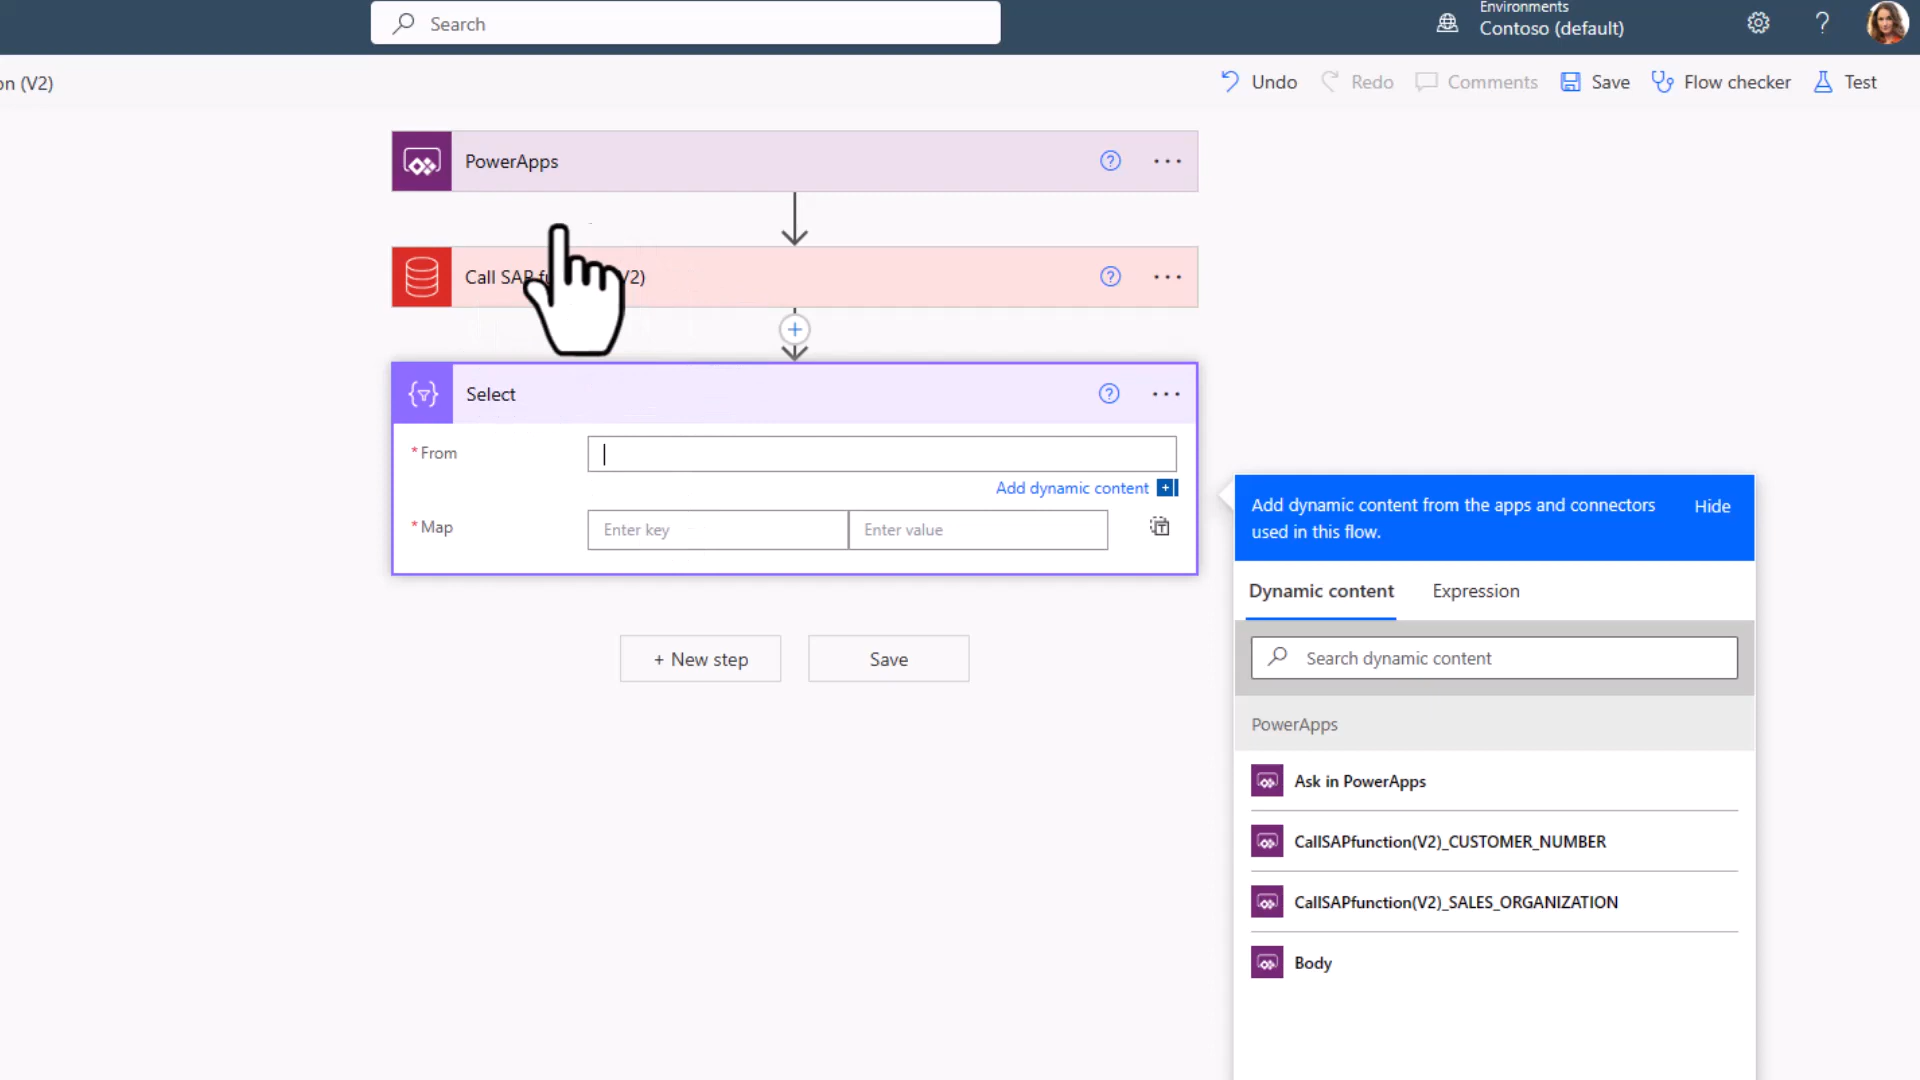 Search
Environments
Contoso (default)
on (V2)
Undo
Redo
Comments
Save
Flow checker
Test
PowerApps
Call SAP f V2)
Select
* From
Add dynamic content
* Map
Enter key
Enter value
+ New step
Save
Add dynamic content from the apps and connectors
used in this flow.
Hide
Dynamic content
Expression
Search dynamic content
PowerApps
Ask in PowerApps
CallSAPfunction(V2)_CUSTOMER_NUMBER
CallSAPfunction(V2)_SALES_ORGANIZATION
Body